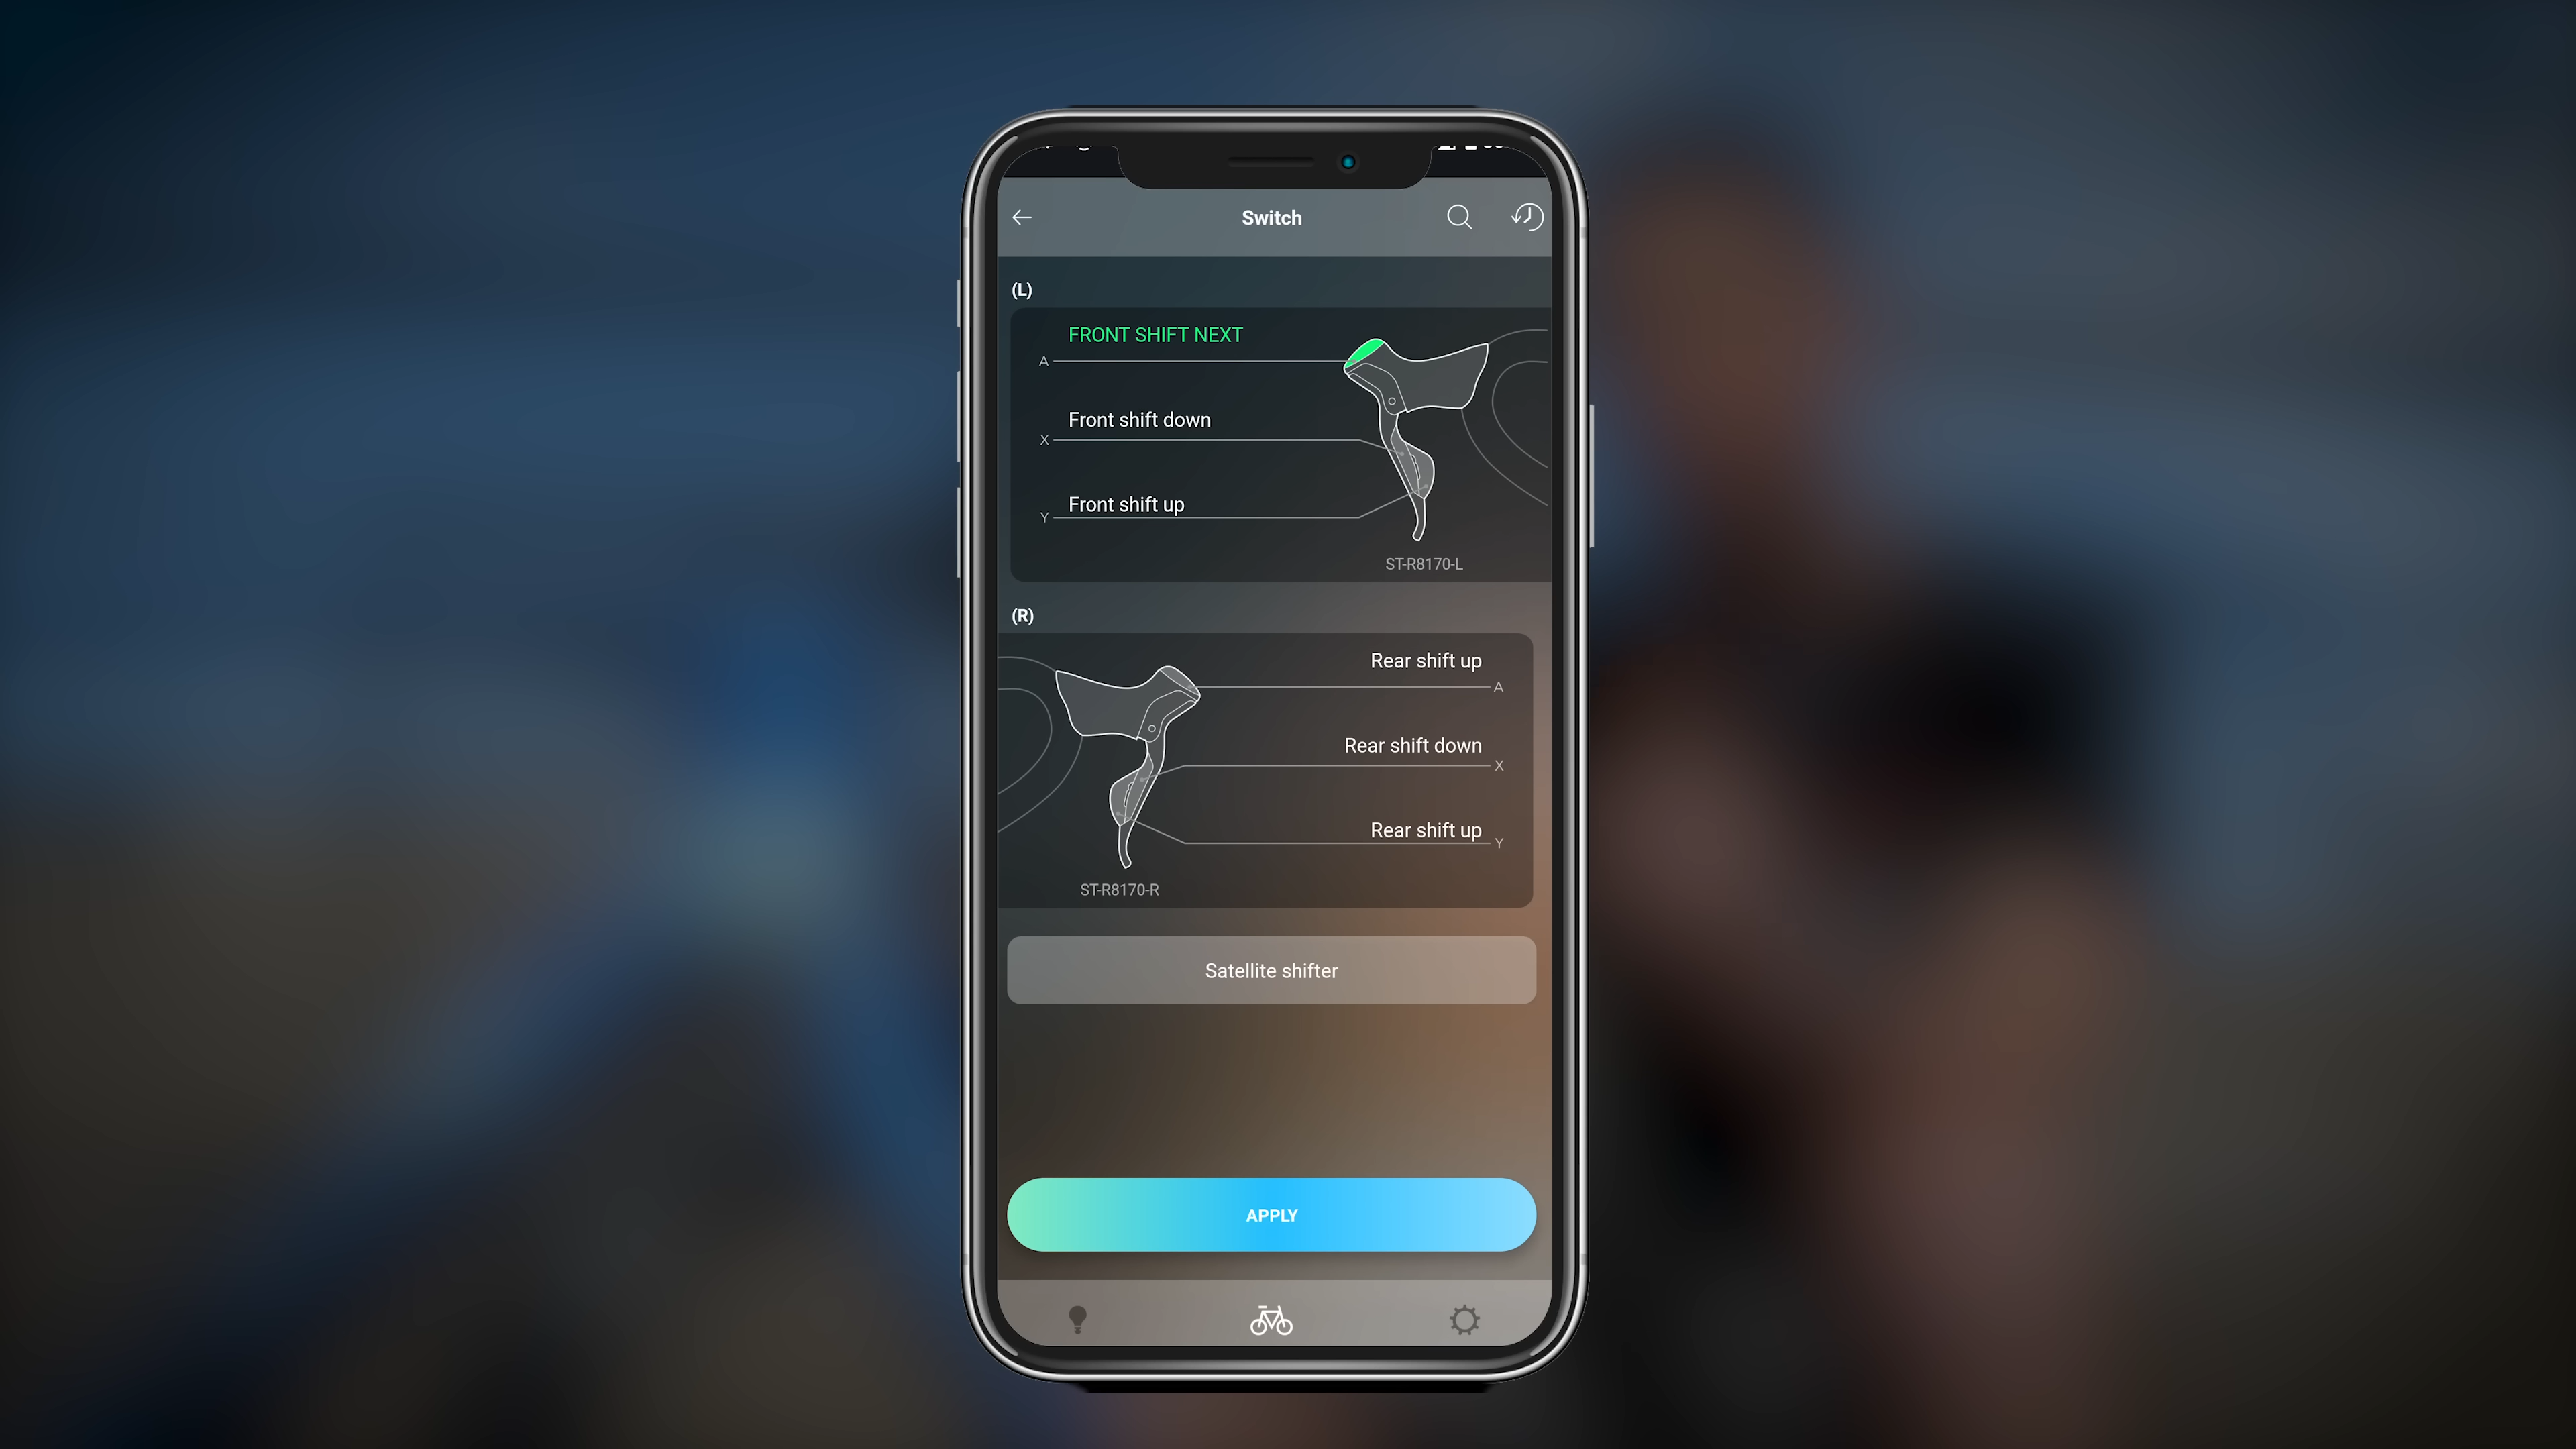 Switch
(L)
FRONT SHIFT NEXT
A
Front shift down
X
Front shift up
Y
ST-R8170-L
(R)
Rear shift up
A
Rear shift down
X
Rear shift up
Y
ST-R8170-R
Satellite shifter
APPLY